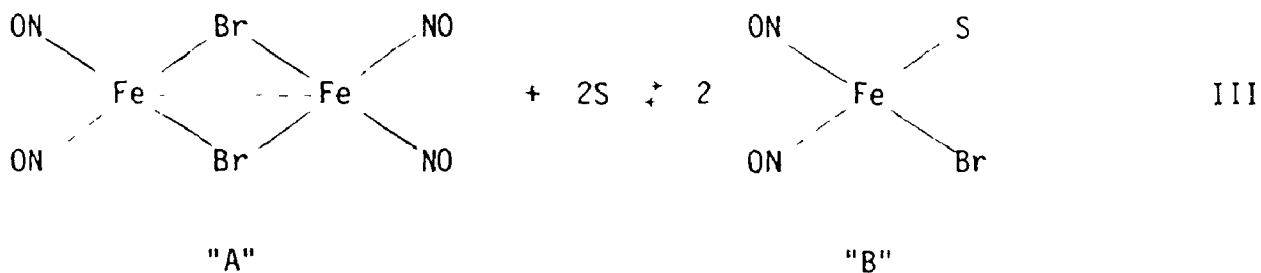 ON Br NO ON S
Fe Fe + 2S ⇄ 2 Fe III
ON Br NO ON Br
"A" "B"